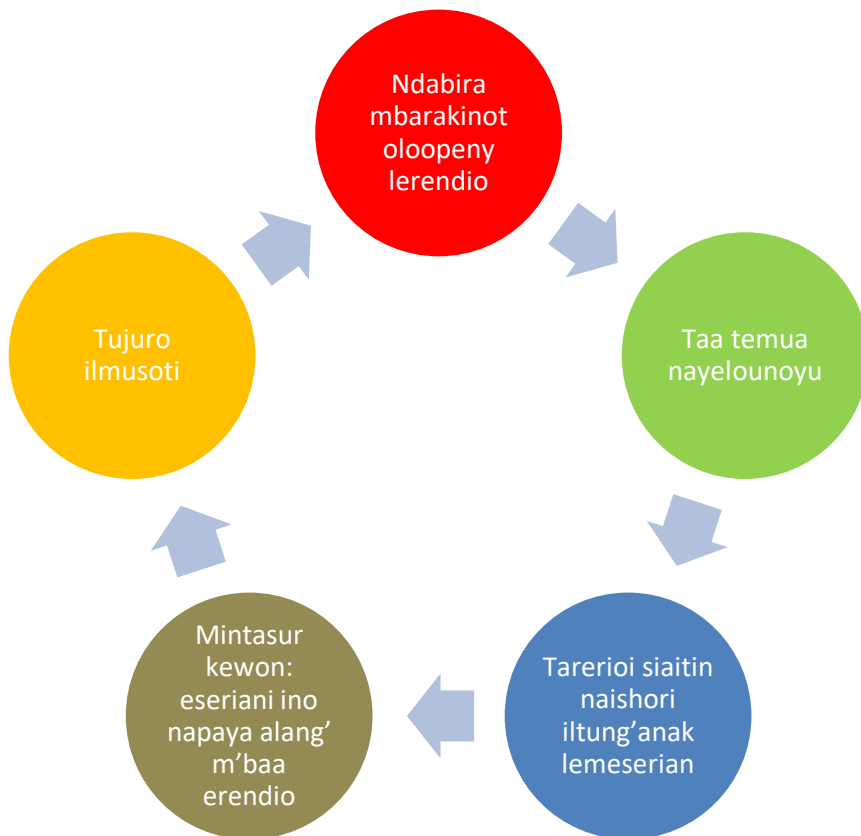 Ndabira
mbarakinot
oloopeny
lerendio
Taa temua
nayelounoyu
Tarerioi siaitin
naishori
iltung’anak
lemeserian
Mintasur
kewon:
eseriani ino
napaya alang’
m’baa
erendio
Tujuro
ilmusoti